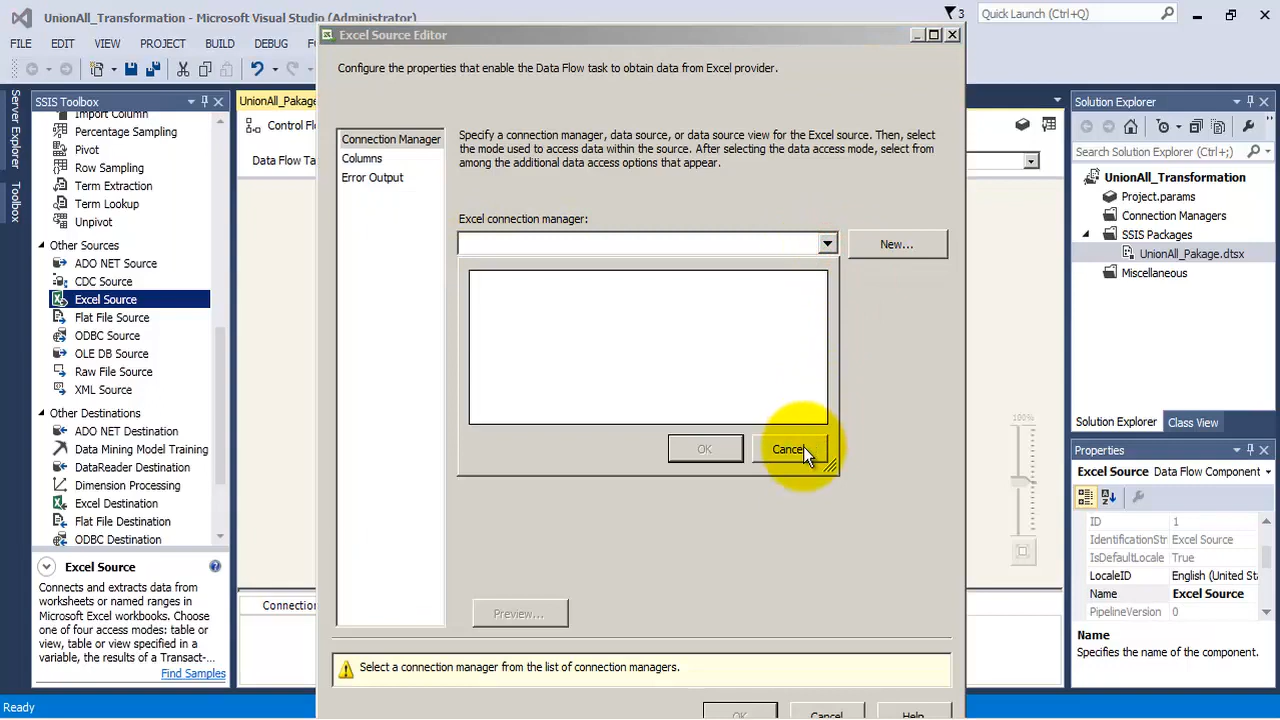 UnionAll_Transformation - Microsoft Visual Studio (Administrator)
3
Quick Launch (Ctrl+Q)
FILE EDIT VIEW PROJECT BUILD DEBUG
Excel Source Editor
Configure the properties that enable the Data Flow task to obtain data from Excel provider.
SSIS Toolbox
Server Explorer
Toolbox
Import Column
Percentage Sampling
Pivot
Row Sampling
Term Extraction
Term Lookup
Unpivot
Other Sources
ADO NET Source
CDC Source
Excel Source
Flat File Source
ODBC Source
OLE DB Source
Raw File Source
XML Source
Other Destinations
ADO NET Destination
Data Mining Model Training
DataReader Destination
Dimension Processing
Excel Destination
Flat File Destination
ODBC Destination
Excel Source
Connects and extracts data from
worksheets or named ranges in
Microsoft Excel workbooks. Choose
one of four access modes: table or
view, table or view specified in a
variable, the results of a Transact-...
Find Samples
UnionAll_Pakage
Control
Data Flow
Connection Manager
Columns
Error Output
Specify a connection manager, data source, or data source view for the Excel source. Then, select
the mode used to access data within the source. After selecting the data access mode, select from
among the additional data access options that appear.
Excel connection manager:
New...
OK Cancel
Preview...
Select a connection manager from the list of connection managers.
OK Cancel Help
100%
Solution Explorer
Search Solution Explorer (Ctrl+;)
UnionAll_Transformation
Project.params
Connection Managers
SSIS Packages
UnionAll_Pakage.dtsx
Miscellaneous
Solution Explorer Class View
Properties
Excel Source Data Flow Component
ID 1
IdentificationStr Excel Source
IsDefaultLocale True
LocaleID English (United Sta
Name Excel Source
PipelineVersion 0
Name
Specifies the name of the component.
Connection
Ready